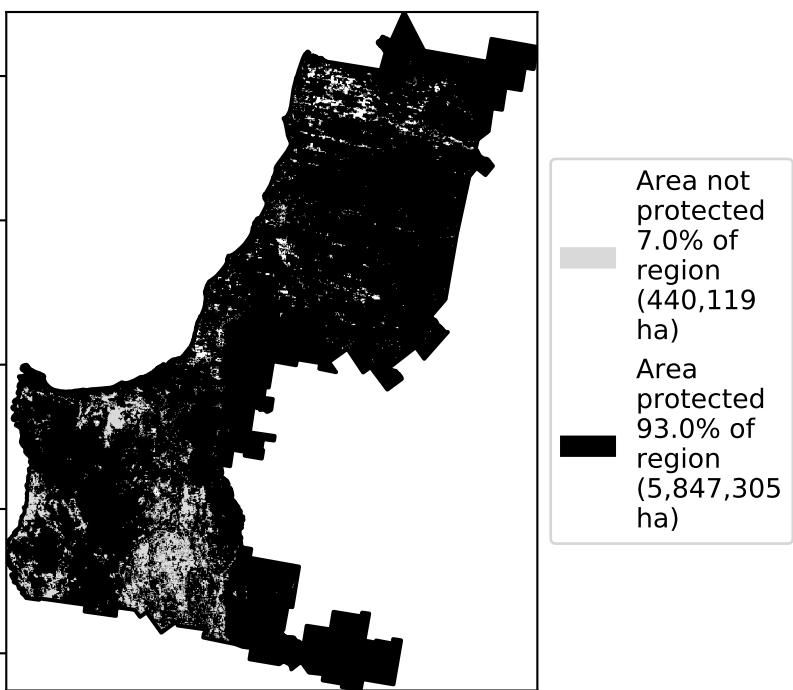 Area not
protected
7.0% of
region
(440,119
ha)
Area
protected
93.0% of
region
(5,847,305
ha)